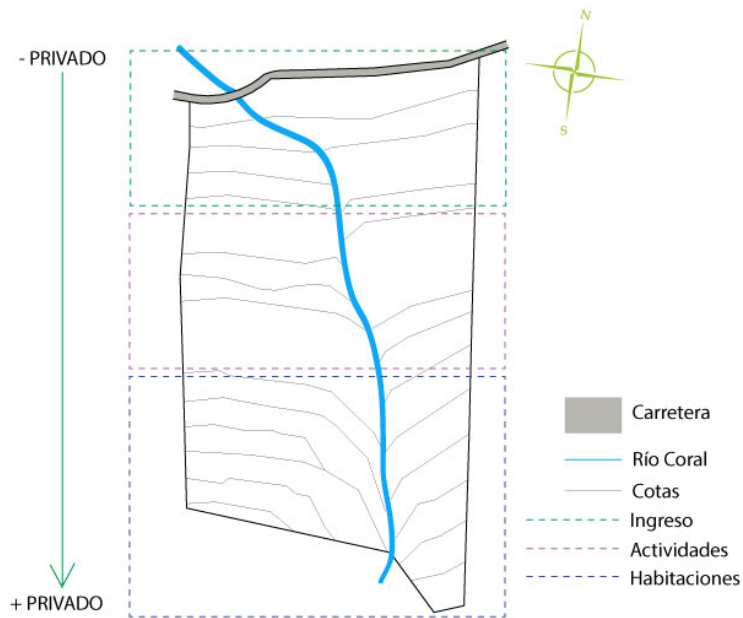 N
- PRIVADO
S
Carretera
Río Coral
Cotas
Ingreso
Actividades
Habitaciones
+ PRIVADO